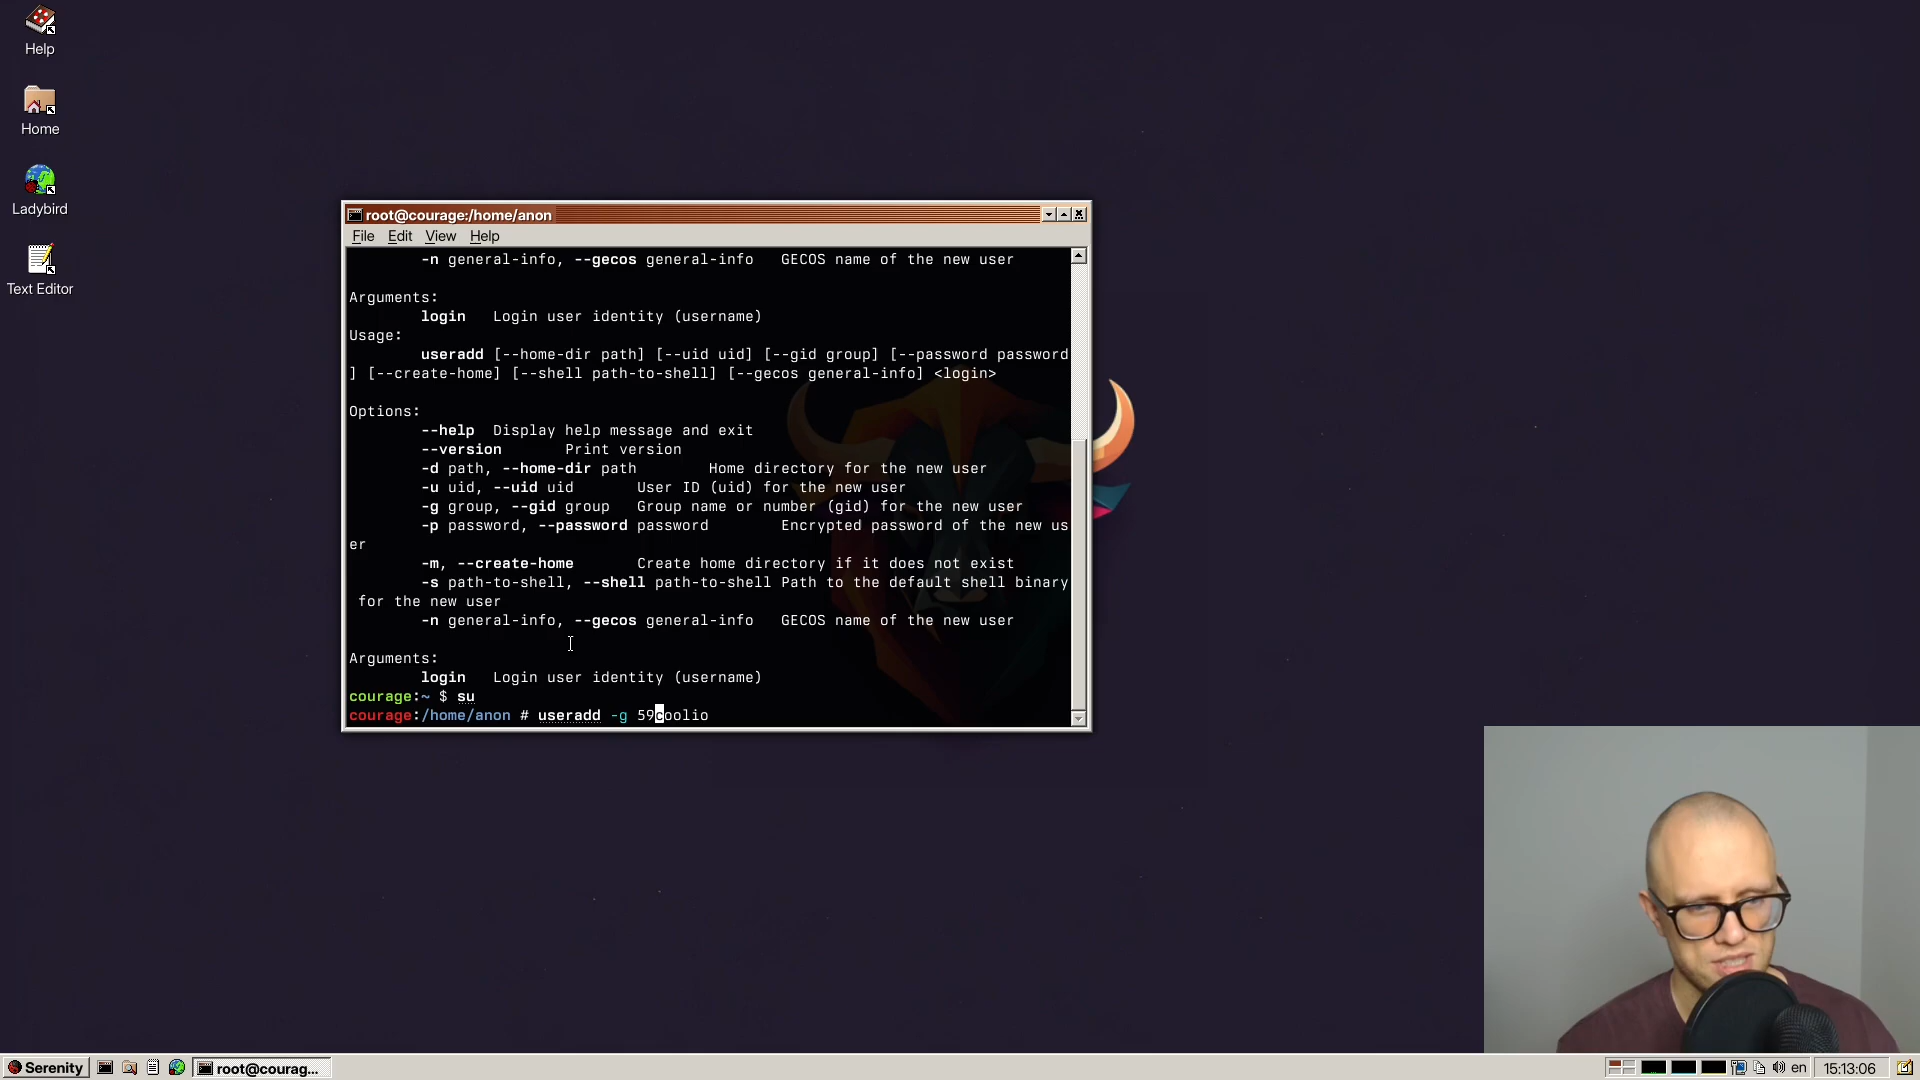 Help
Home
Ladybird
Text Editor
root@courage:/home/anon
File Edit View Help
-n general-info, --gecos general-info GECOS name of the new user
Arguments:
login Login user identity (username)
Usage:
useradd [--home-dir path] [--uid uid] [--gid group] [--password password
] [--create-home] [--shell path-to-shell] [--gecos general-info] <login>
Options:
--help Display help message and exit
--version Print version
-d path, --home-dir path Home directory for the new user
-u uid, --uid uid User ID (uid) for the new user
-g group, --gid group Group name or number (gid) for the new user
-p password, --password password Encrypted password of the new us
er
-m, --create-home Create home directory if it does not exist
-s path-to-shell, --shell path-to-shell Path to the default shell binary
for the new user
-n general-info, --gecos general-info GECOS name of the new user
Arguments:
login Login user identity (username)
courage:~ $ su
courage:/home/anon # useradd -g 59coolio
Serenity
root@courag...
en
15:13:06